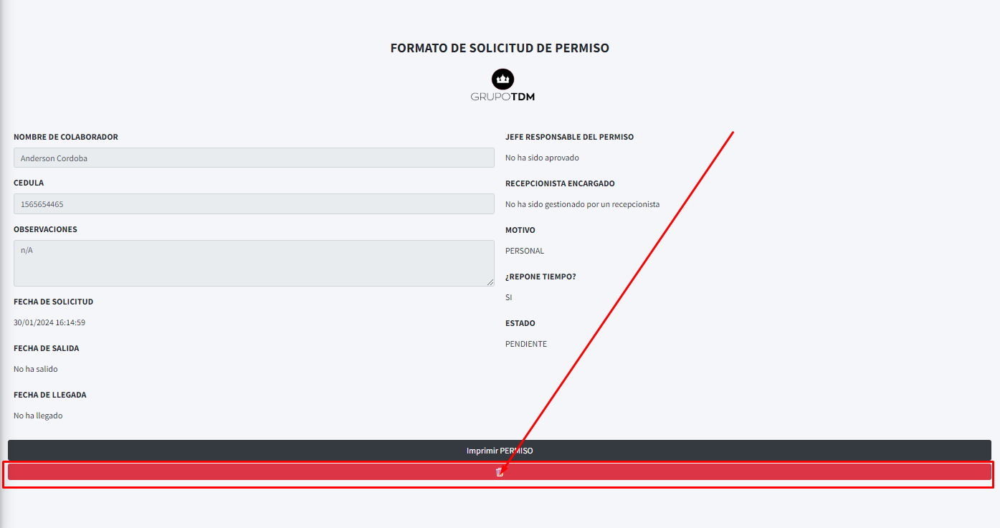 FORMATO DE SOLICITUD DE PERMISO
GRUPOTDM
NOMBRE DE COLABORADOR
Anderson Cordoba
CEDULA
1565654465
OBSERVACIONES
n/A
FECHA DE SOLICITUD
30/01/2024 16:14:59
FECHA DE SALIDA
No ha salido
FECHA DE LLEGADA
No ha llegado
JEFE RESPONSABLE DEL PERMISO
No ha sido aprovado
RECEPCIONISTA ENCARGADO
No ha sido gestionado por un recepcionista
MOTIVO
PERSONAL
¿REPONE TIEMPO?
SI
ESTADO
PENDIENTE
Imprimir PERMISO